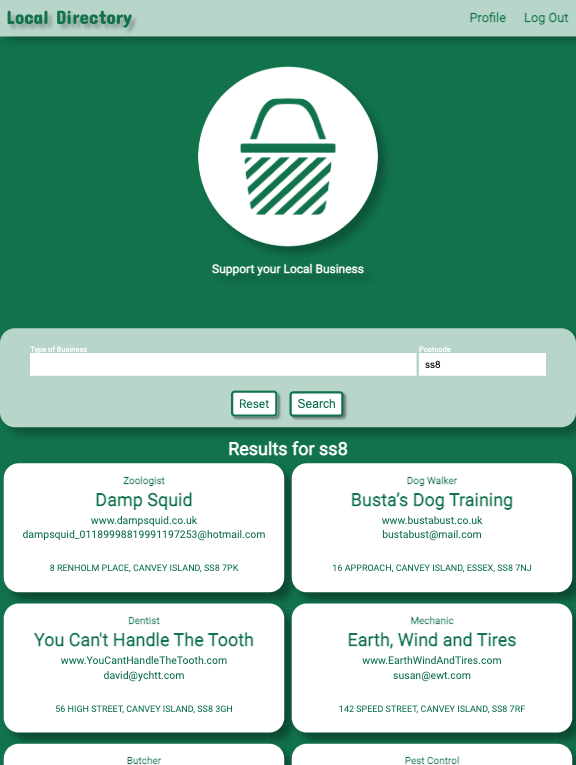 Local Directory
Profile
Log Out
Support your Local Business
Type of Business
Postcode
ss8
Reset
Search
Results for ss8
Zoologist
Damp Squid
www.dampsquid.co.uk
dampsquid_01189998819991197253@hotmail.com
8 RENHOLM PLACE, CANVEY ISLAND, SS8 7PK
Dog Walker
Busta’s Dog Training
www.bustabust.co.uk
bustabust@mail.com
16 APPROACH, CANVEY ISLAND, ESSEX, SS8 7NJ
Dentist
You Can't Handle The Tooth
www.YouCantHandleTheTooth.com
david@ychtt.com
56 HIGH STREET, CANVEY ISLAND, SS8 3GH
Mechanic
Earth, Wind and Tires
www.EarthWindAndTires.com
susan@ewt.com
142 SPEED STREET, CANVEY ISLAND, SS8 7RF
Butcher
Pest Control